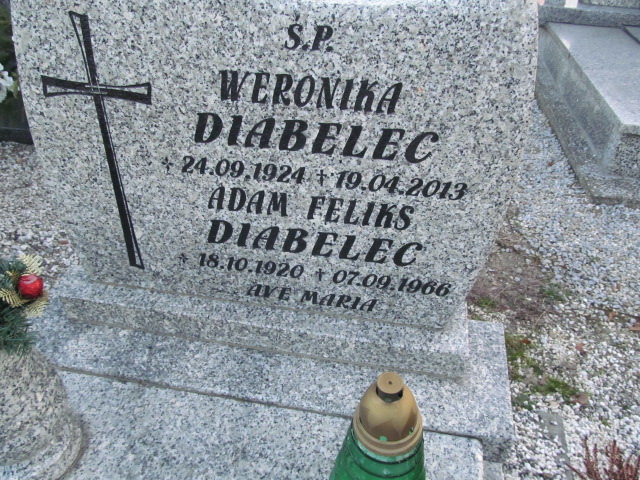 Ś.P.
WERONIKA
DIABELEC
+ 24.09.1924 + 19.04.2013
ADAM FELIKS
DIABELEC
+ 18.10.1920 + 07.09.1966
AVE MARIA